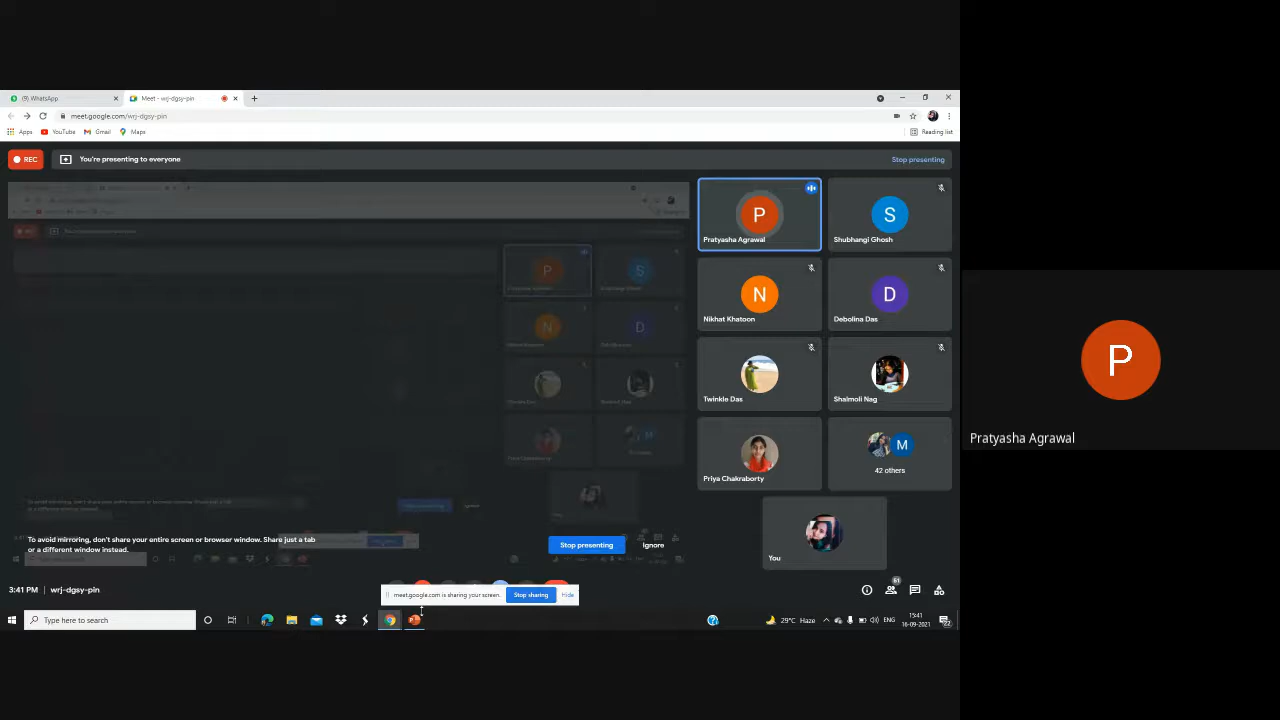 (9) WhatsApp
Meet - wrj-dgsy-pin
meet.google.com/wrj-dgsy-pin
Apps YouTube Gmail Maps Reading list
REC You're presenting to everyone Stop presenting
P S
Pratyasha Agrawal Shubhangi Ghosh
N D
Nikhat Khatoon Debolina Das
Twinkle Das Shalmoli Nag
M
Priya Chakraborty 42 others
You
To avoid mirroring, don't share your entire screen or browser window. Share just a tab
or a different window instead.
Stop presenting Ignore
3:41 PM | wrj-dgsy-pin
meet.google.com is sharing your screen. Stop sharing Hide
Type here to search
29°C Haze ENG
15:41
16-09-2021
P
Pratyasha Agrawal